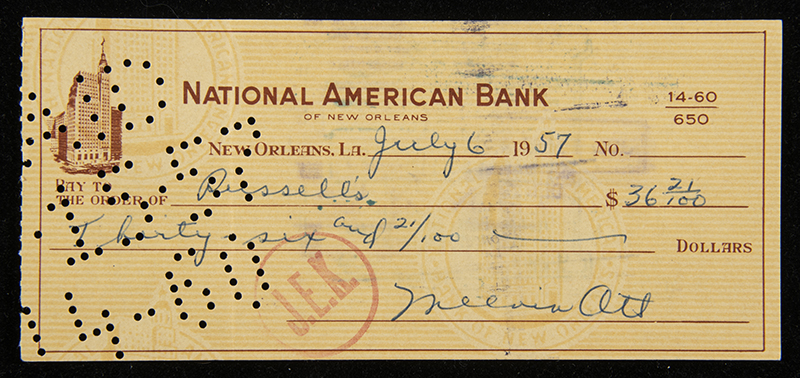 NATIONAL AMERICAN BANK
OF NEW ORLEANS
14-60
650
NEW ORLEANS, LA. July 6 1957 No.
PAY TO
THE ORDER OF Russell's $ 36 21/100
Thirty six and 21/100 DOLLARS
J.E.K.
Melvin Ott